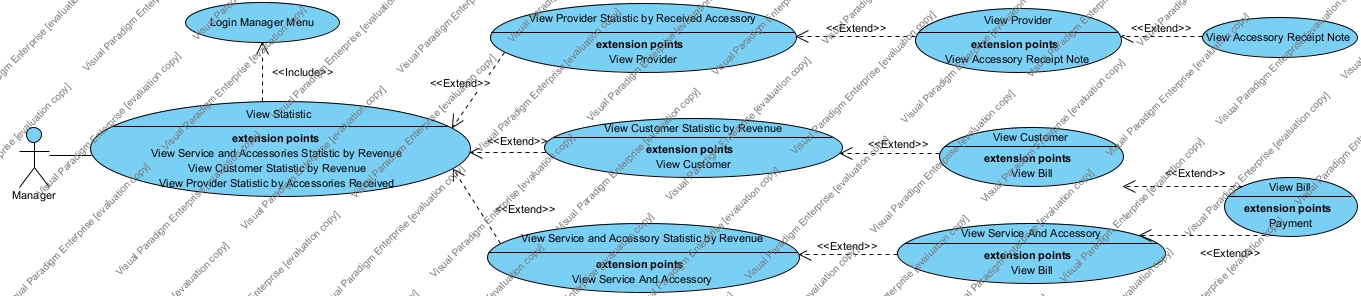 Login Manager Menu
<<Include>>
View Statistic
extension points
View Service and Accessories Statistic by Revenue
View Customer Statistic by Revenue
View Provider Statistic by Accessories Received
Manager
<<Extend>>
View Provider Statistic by Received Accessory
extension points
View Provider
<<Extend>>
View Provider
extension points
View Accessory Receipt Note
<<Extend>>
View Accessory Receipt Note
<<Extend>>
View Customer Statistic by Revenue
extension points
View Customer
<<Extend>>
View Customer
extension points
View Bill
<<Extend>>
View Bill
extension points
Payment
<<Extend>>
<<Extend>>
View Service and Accessory Statistic by Revenue
extension points
View Service And Accessory
<<Extend>>
View Service And Accessory
extension points
View Bill
Visual Paradigm Enterprise [evaluation copy]